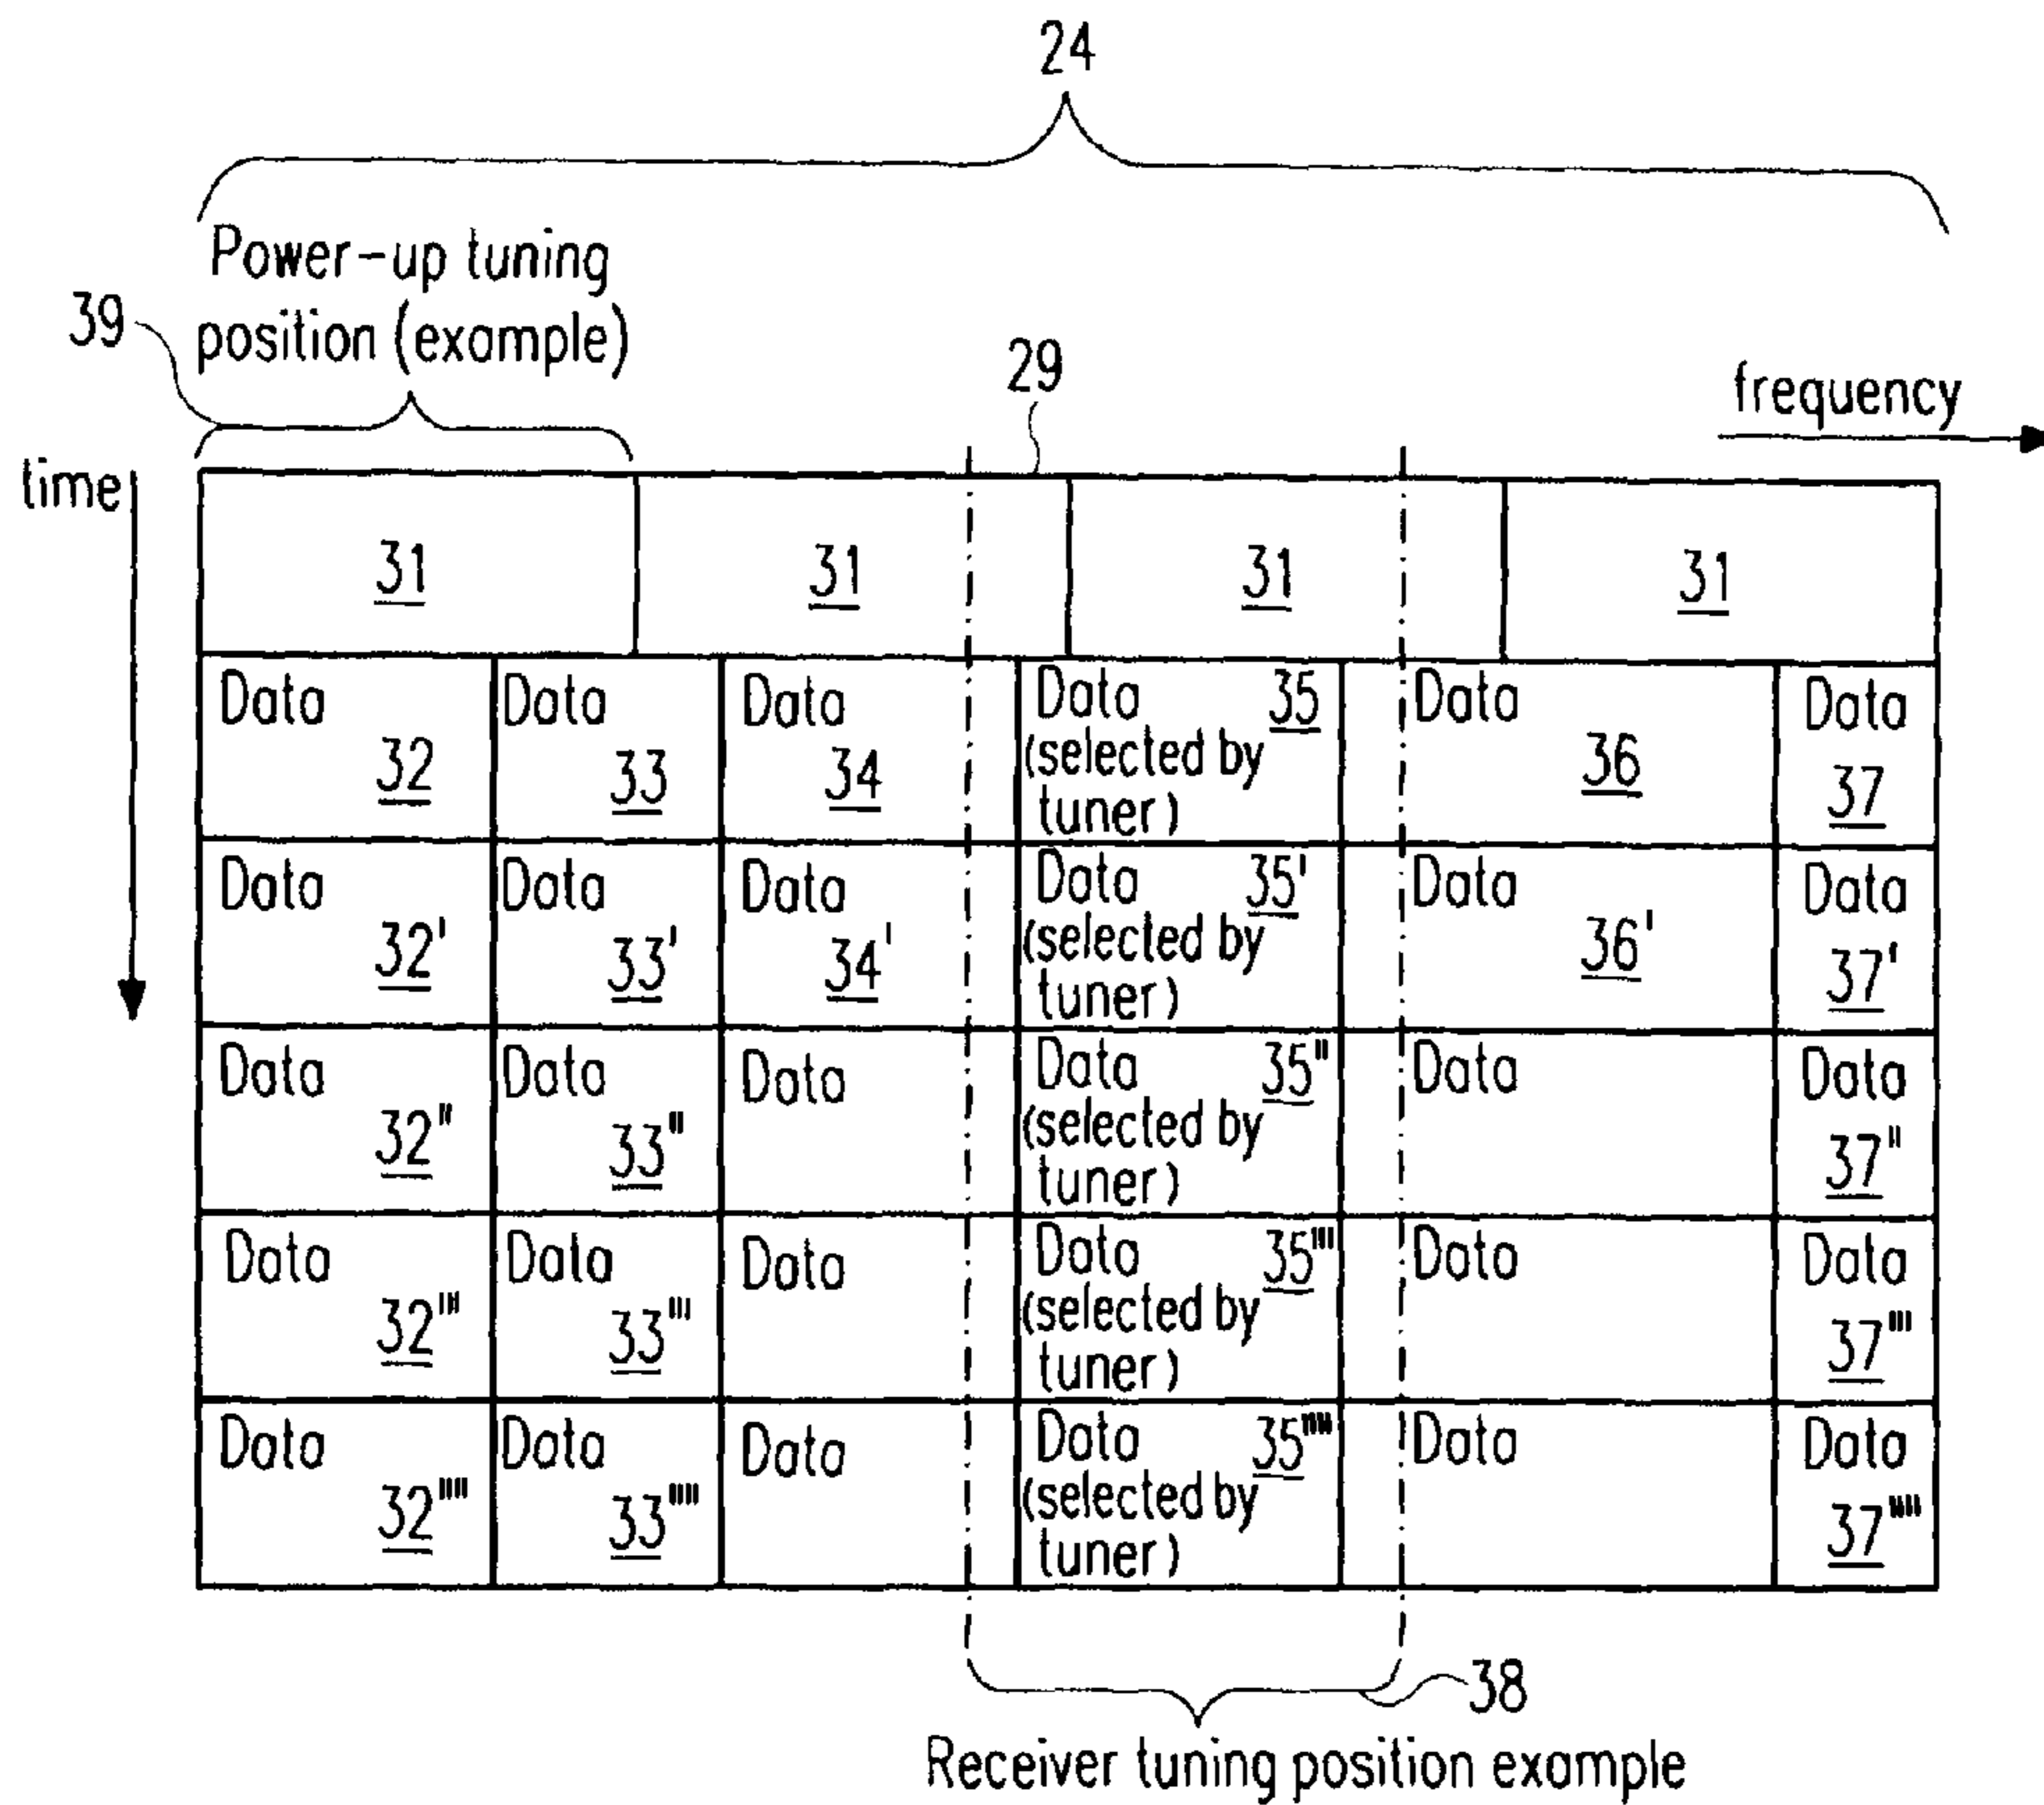 24
Power-up tuning
position (example)
39
29
frequency
time
31 31 31 31
Data 32 Data 33 Data 34 Data 35 (selected by tuner) Data 36 Data 37
Data 32' Data 33' Data 34' Data 35' (selected by tuner) Data 36' Data 37'
Data 32'' Data 33'' Data Data 35'' (selected by tuner) Data Data 37''
Data 32''' Data 33''' Data Data 35'''' (selected by tuner) Data Data 37'''
Data 32'''' Data 33'''' Data Data 35'''' (selected by tuner) Data Data 37''''
38
Receiver tuning position example